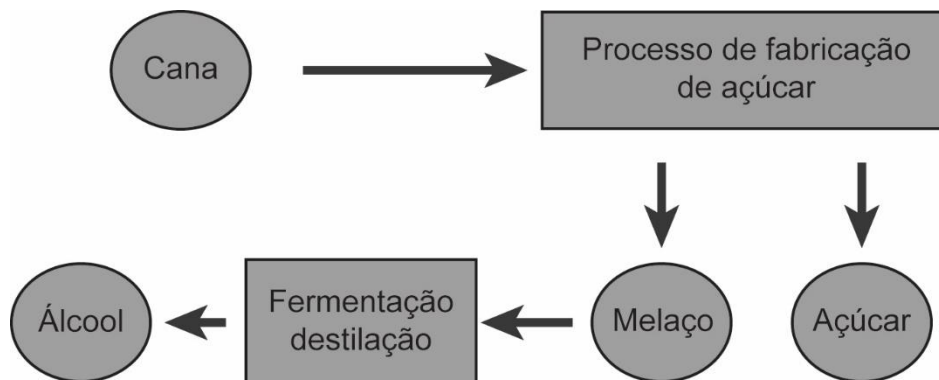 Cana
Processo de fabricação
de açúcar
Álcool
Fermentação
destilação
Melaço
Açúcar